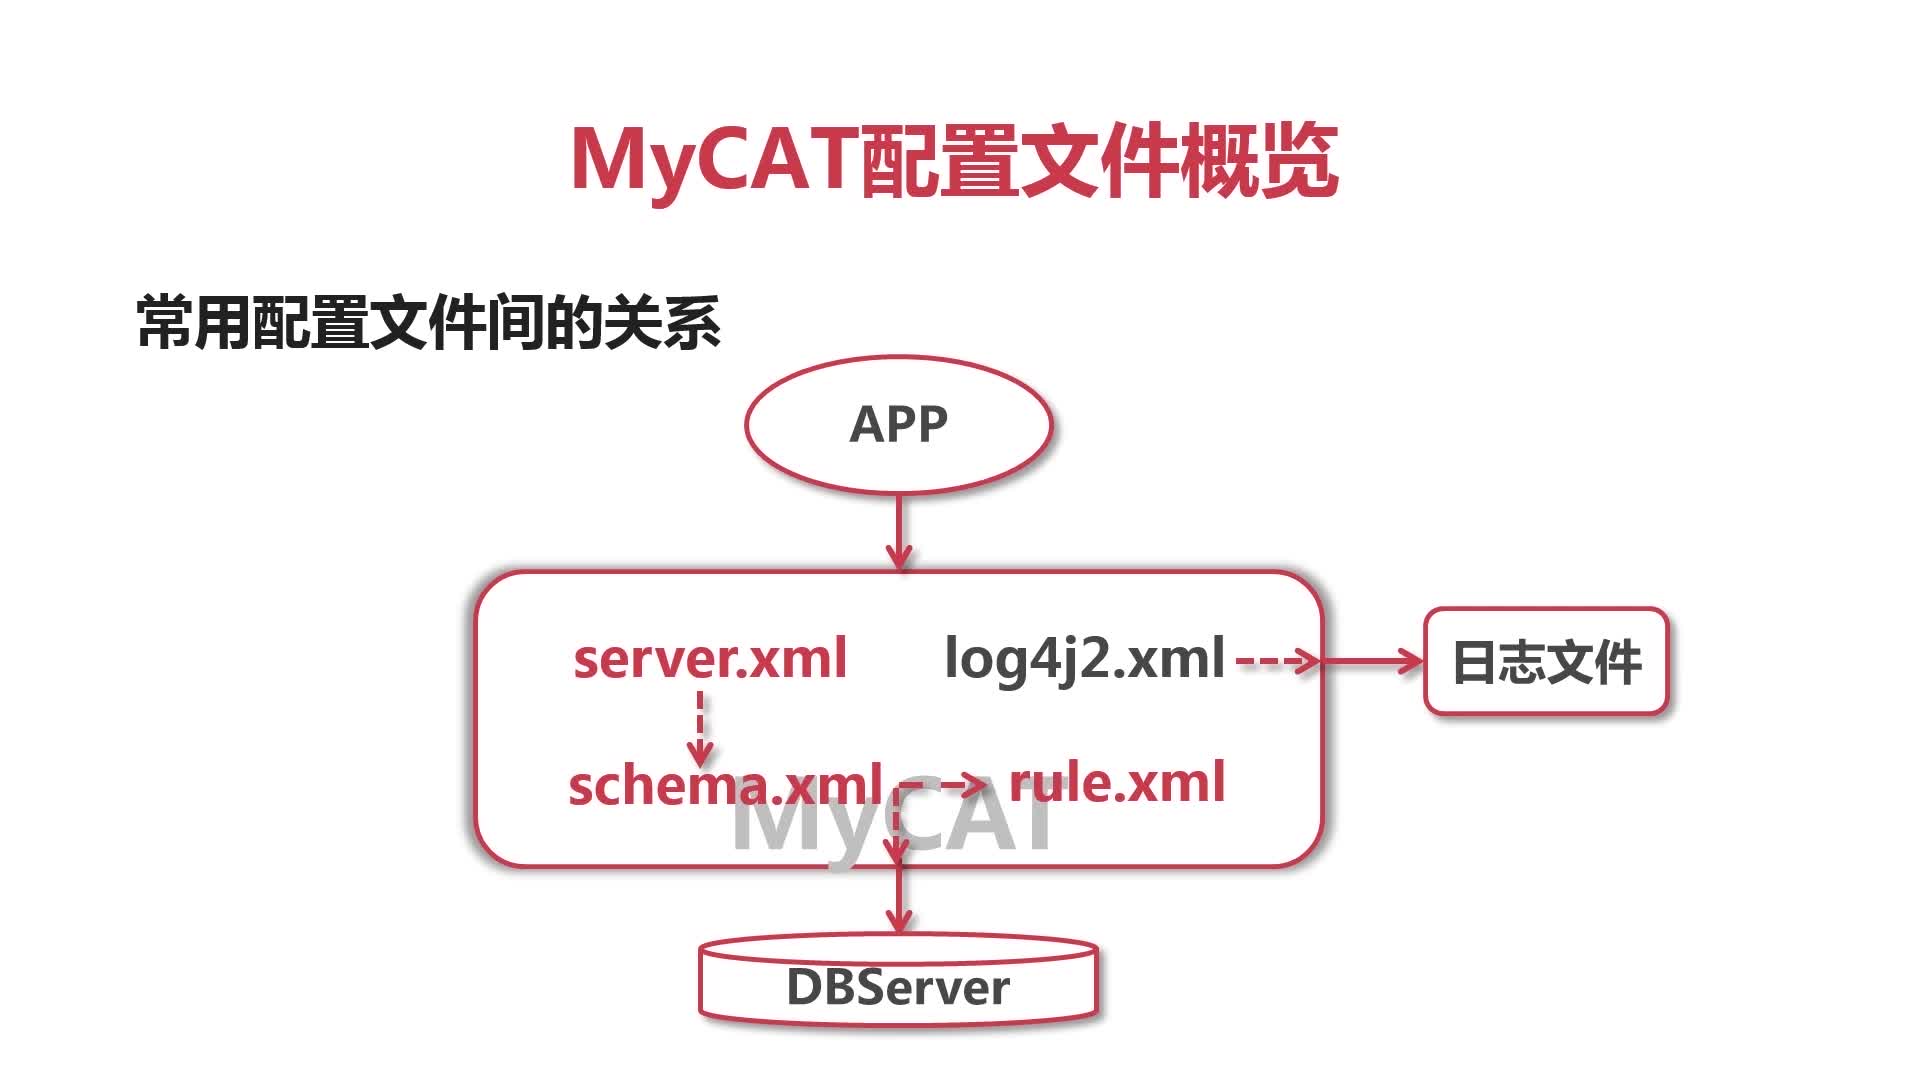 MyCAT配置文件概览
常用配置文件间的关系
APP
server.xml
log4j2.xml
日志文件
schema.xml
rule.xml
MyCAT
DBServer